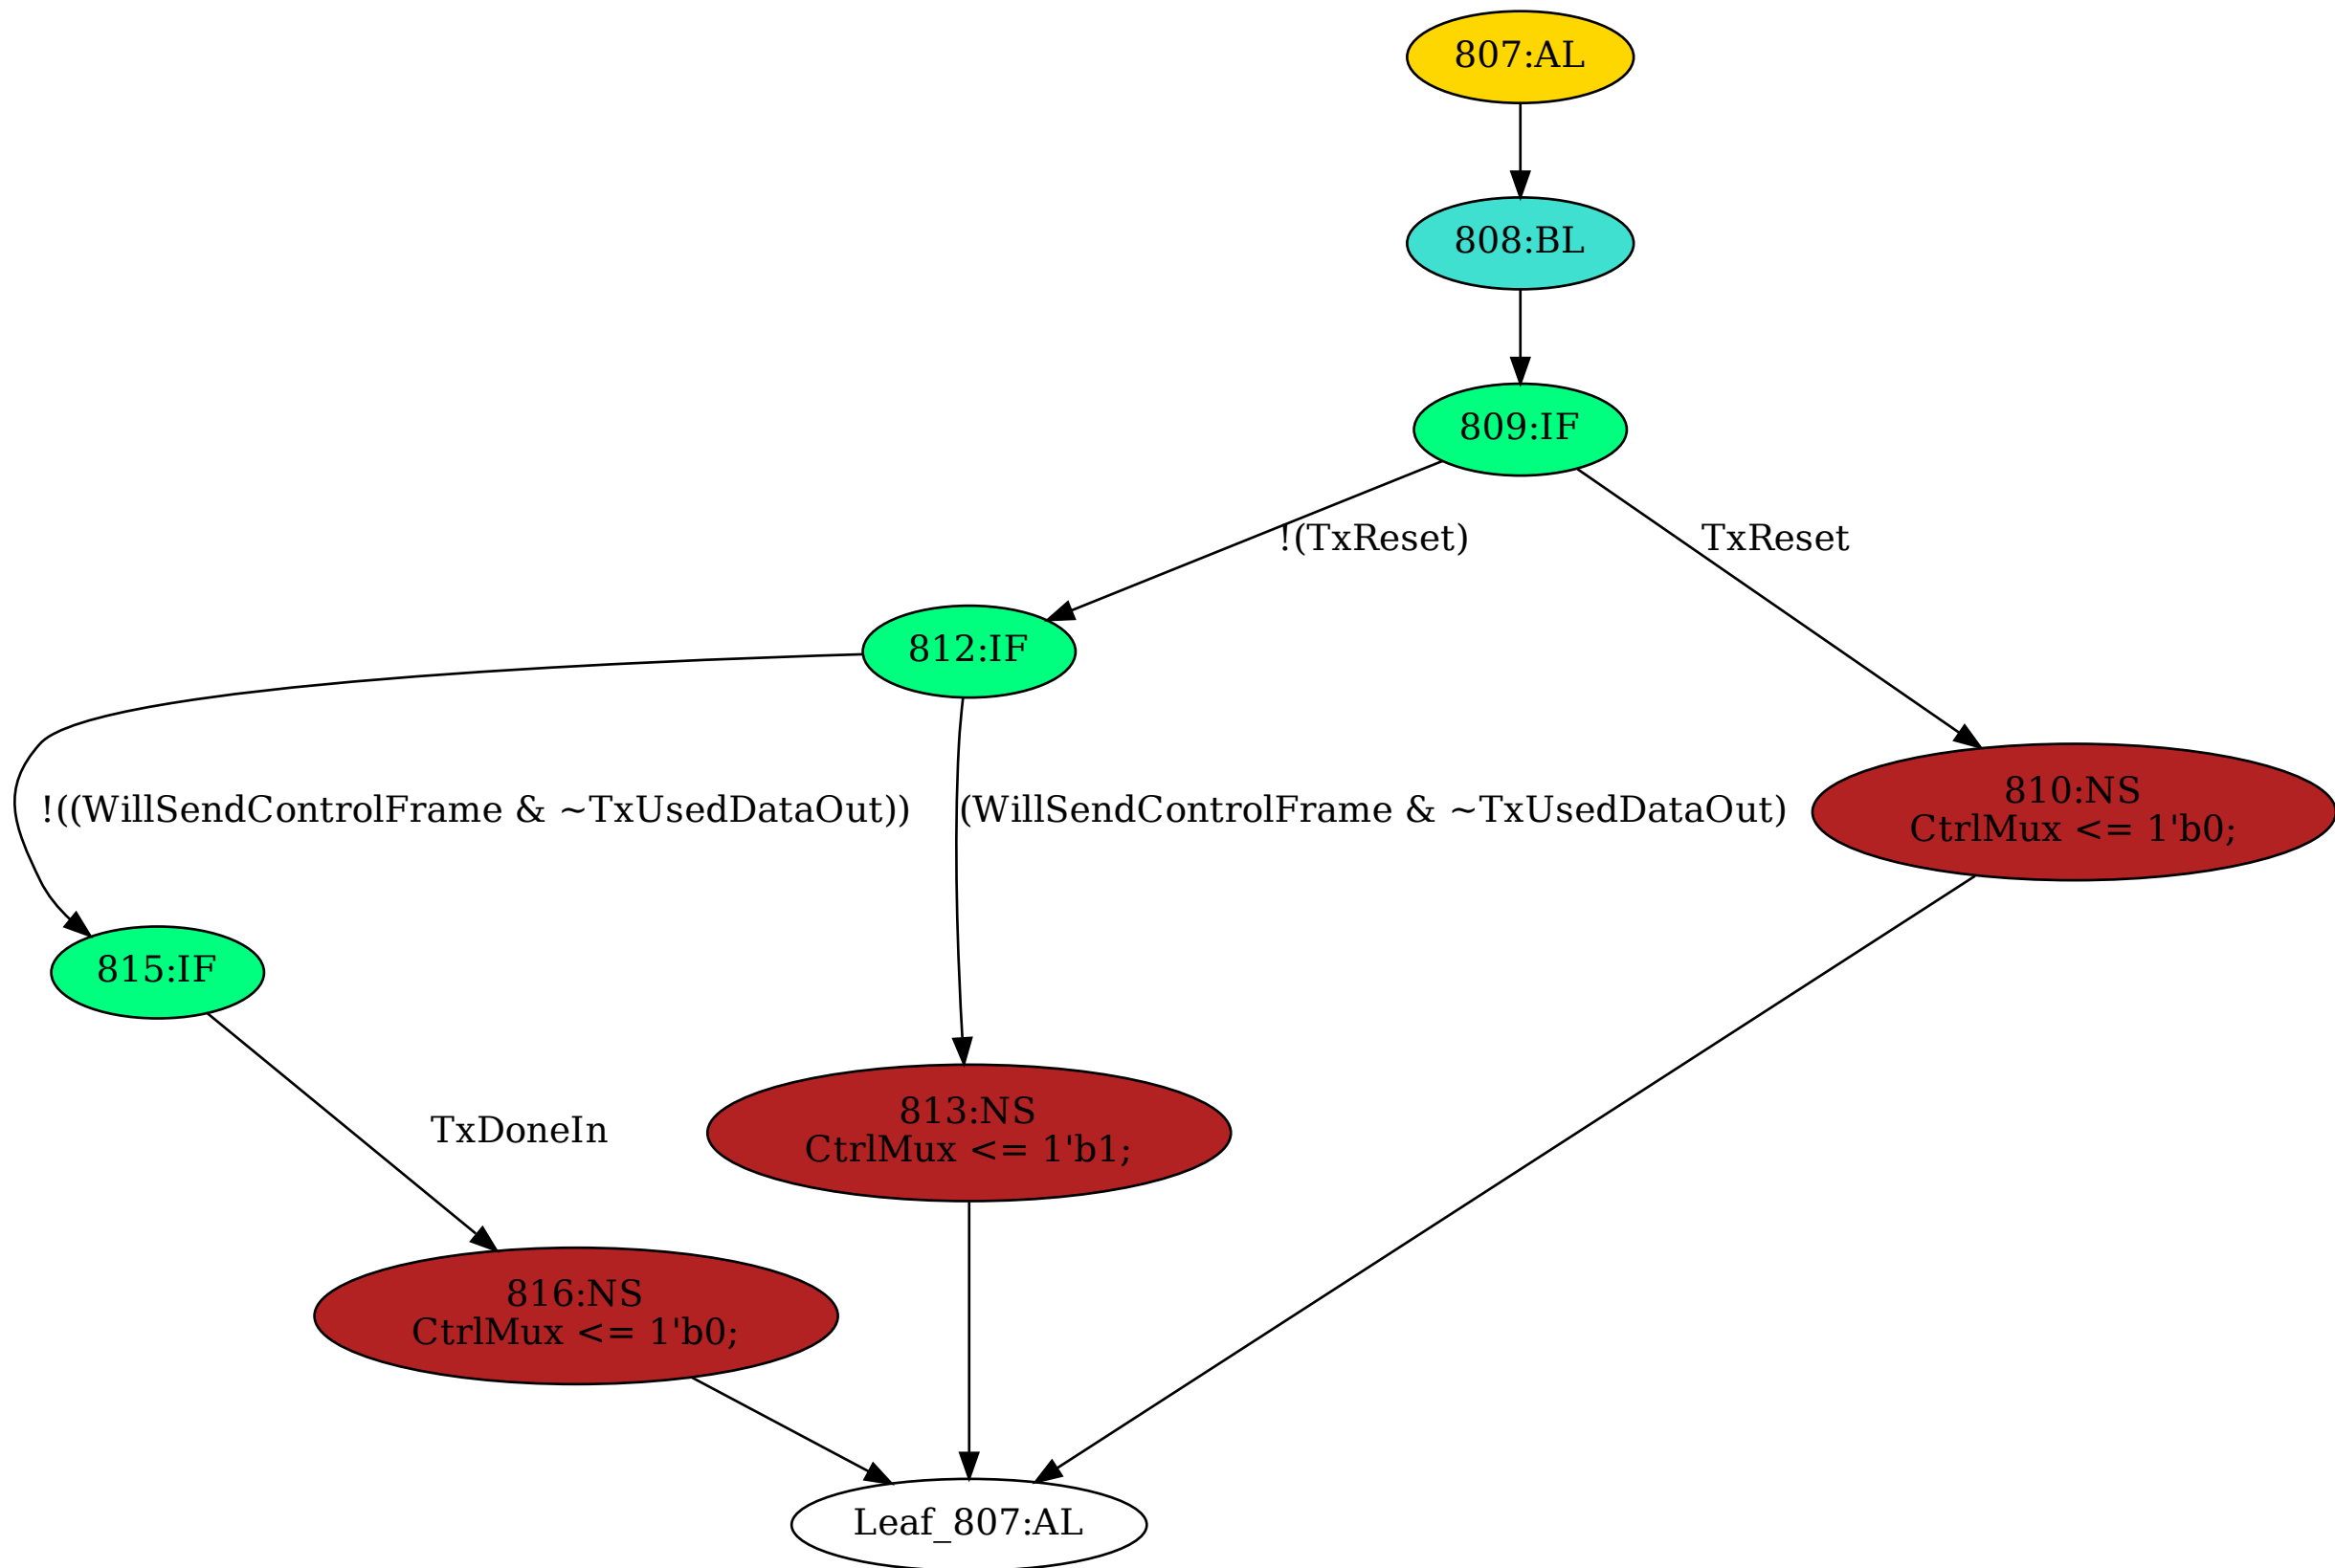 807:AL
808:BL
809:IF
!(TxReset)
TxReset
812:IF
!((WillSendControlFrame & ~TxUsedDataOut))
(WillSendControlFrame & ~TxUsedDataOut)
810:NS
CtrlMux <= 1'b0;
815:IF
TxDoneIn
813:NS
CtrlMux <= 1'b1;
816:NS
CtrlMux <= 1'b0;
Leaf_807:AL